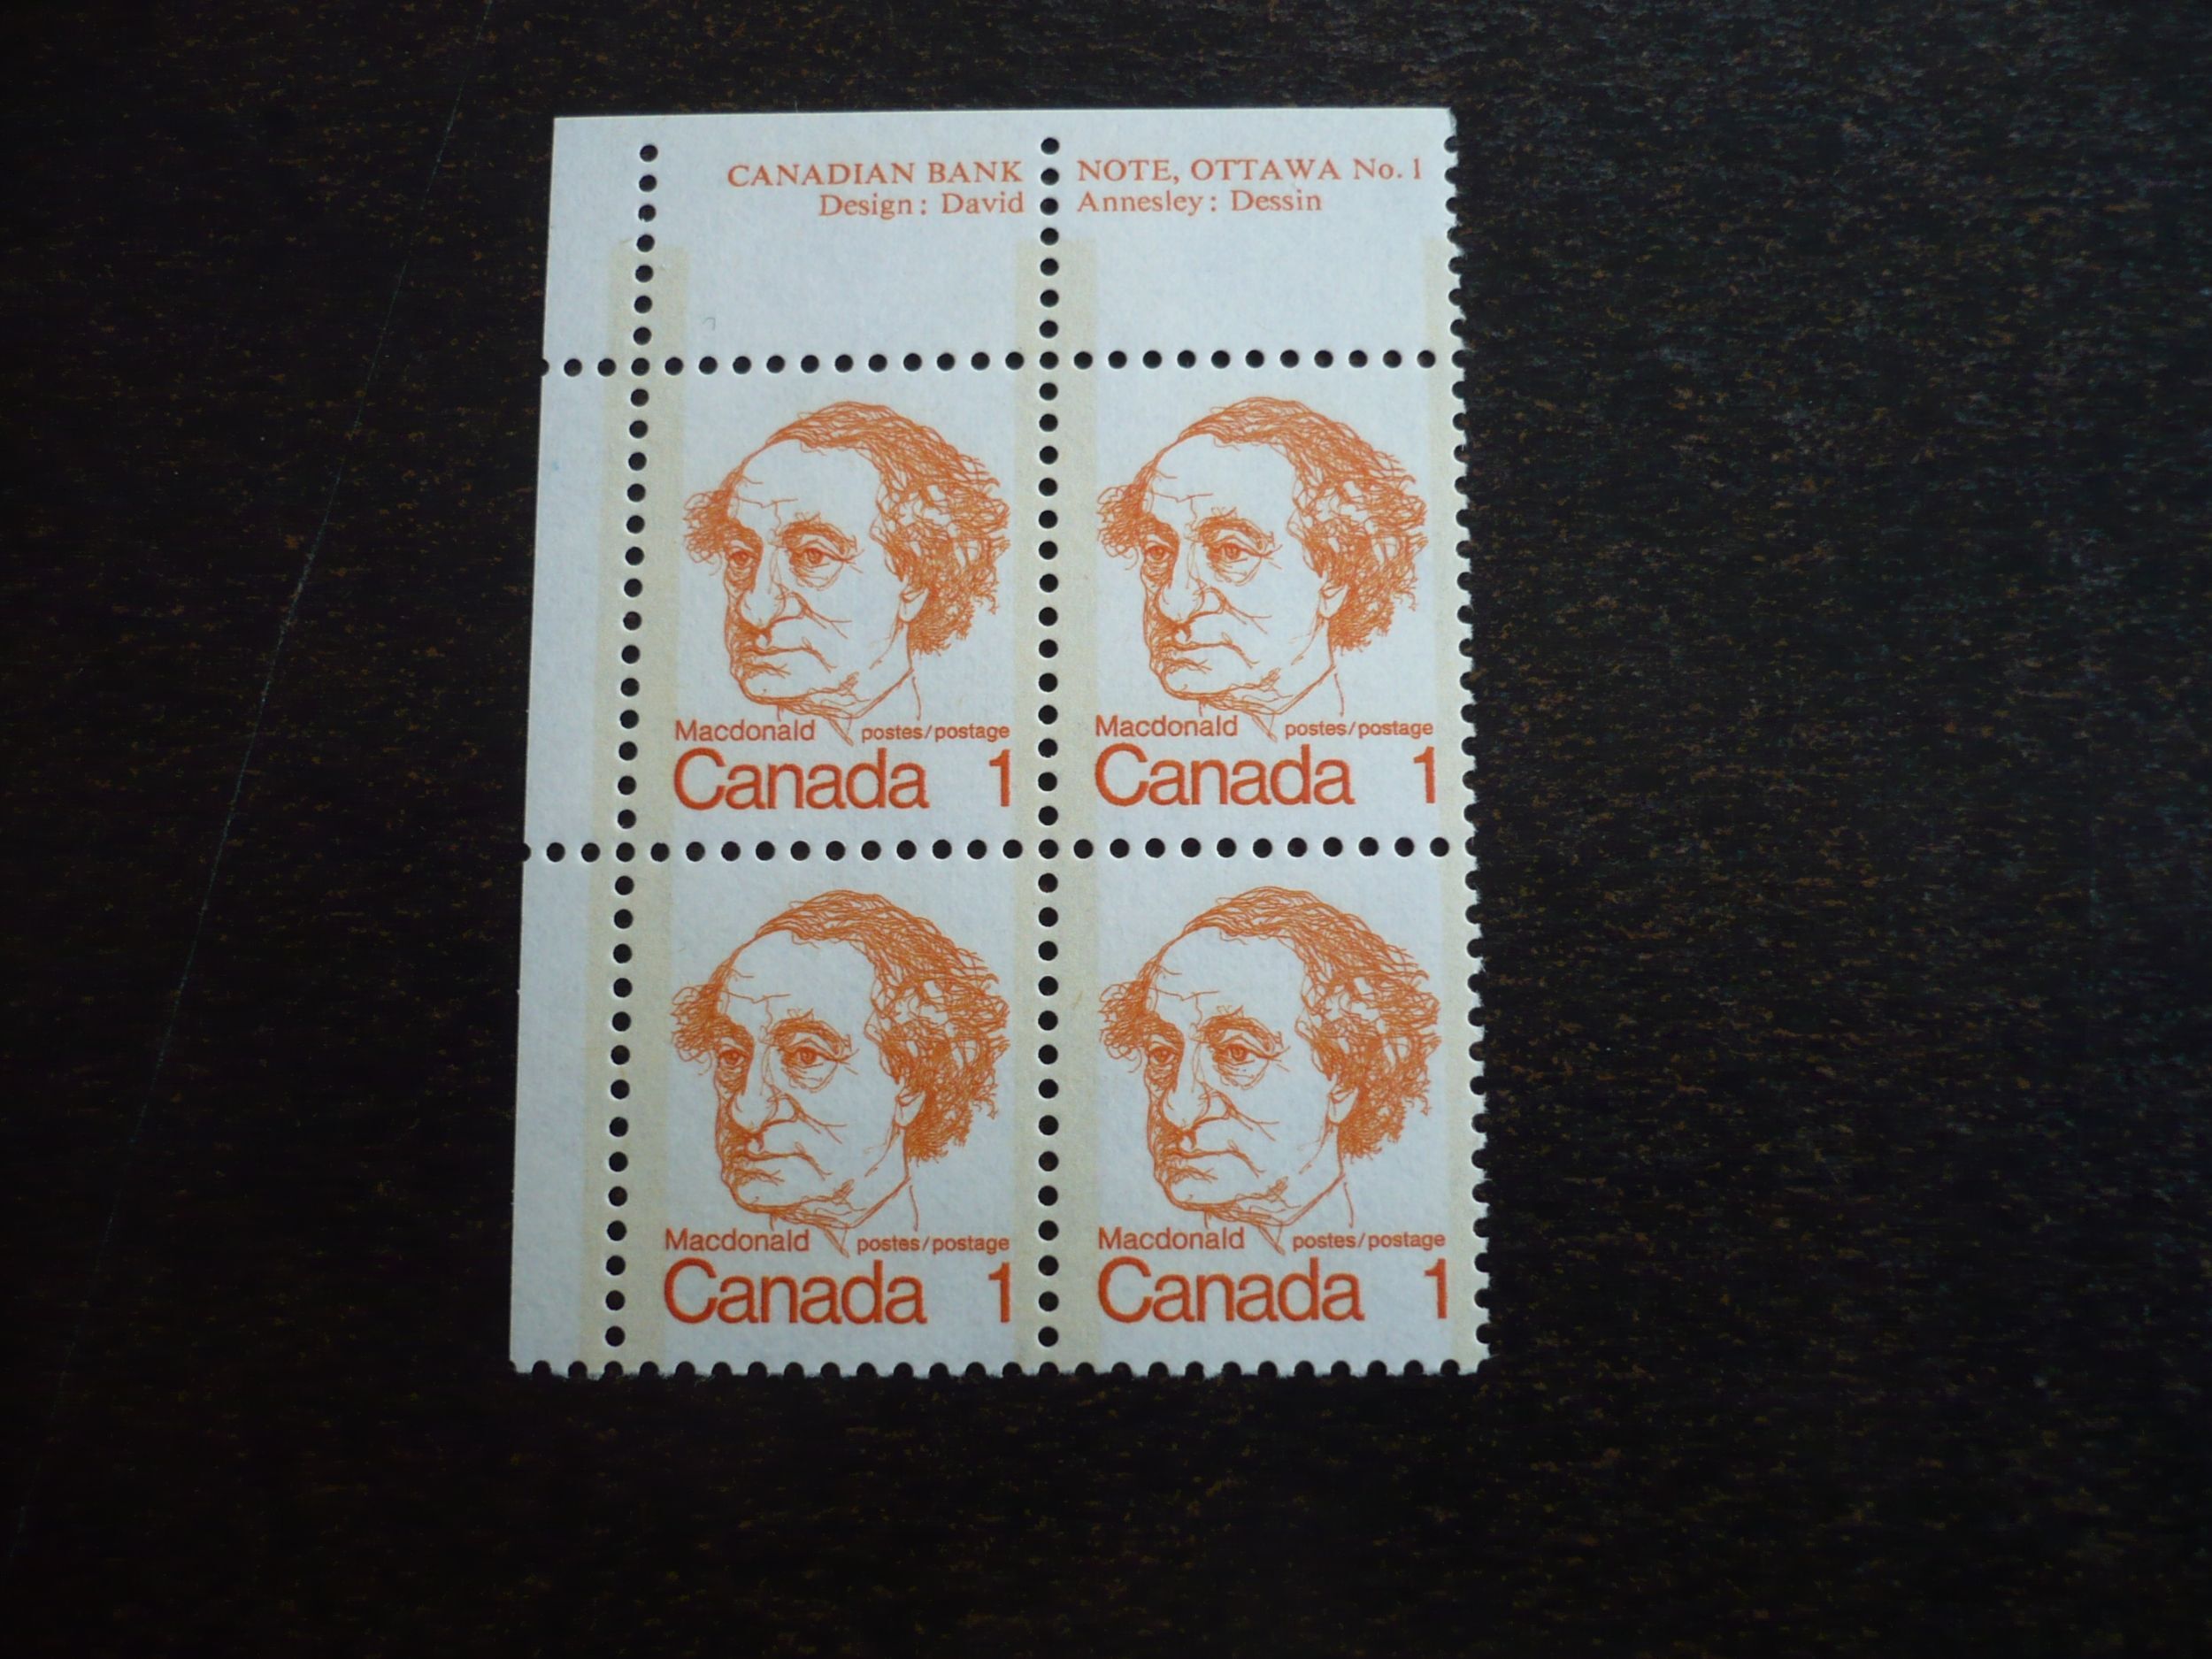 CANADIAN BANK NOTE, OTTAWA No. 1
Design: David Annesley: Dessin
Macdonald postes/postage
Canada 1
Macdonald postes/postage
Canada 1
Macdonald postes/postage
Canada 1
Macdonald postes/postage
Canada 1